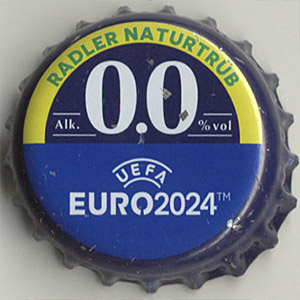 RADLER NATURTRÜB
0.0
Alk. % vol
UEFA
EURO2024™